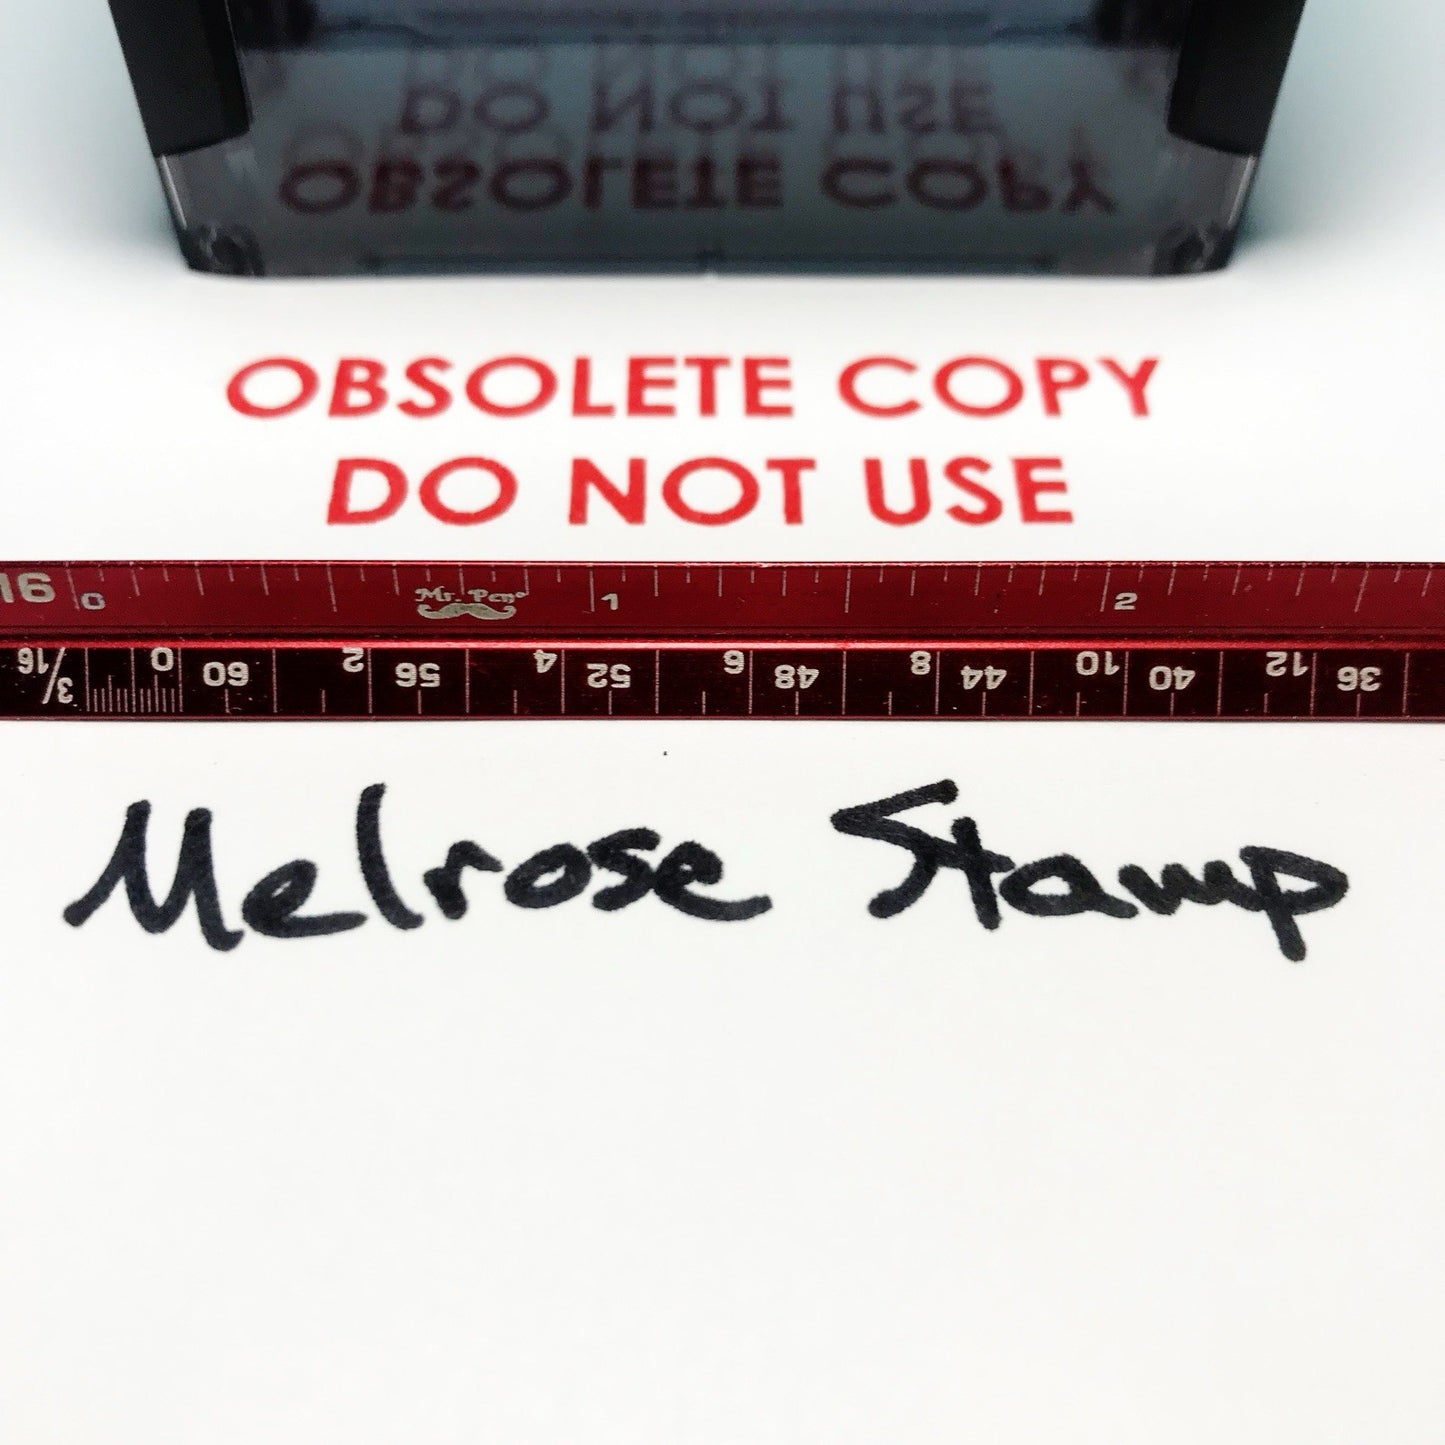 DO NOT USE
OBSOLETE COPY
OBSOLETE COPY
DO NOT USE
16 0 Mr. Pen 1 2
3/16 0 60 2 56 4 52 6 48 8 44 10 40 12 36
Melrose Stamp